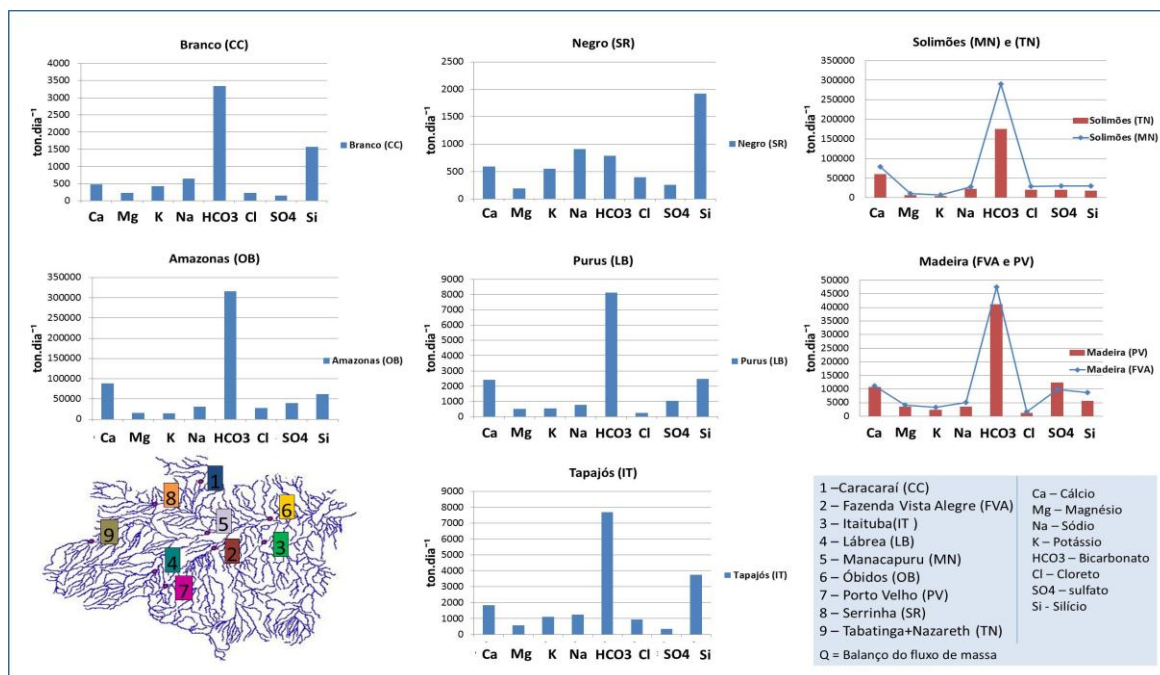 Branco (CC)
ton.dia⁻¹
4000
3500
3000
2500
2000
1500
1000
500
0
Ca Mg K Na HCO3 Cl SO4 Si
Branco (CC)
Negro (SR)
ton.dia⁻¹
2500
2000
1500
1000
500
0
Ca Mg K Na HCO3 Cl SO4 Si
Negro (SR)
Solimões (MN) e (TN)
ton.dia⁻¹
350000
300000
250000
200000
150000
100000
50000
0
Ca Mg K Na HCO3 Cl SO4 Si
Solimões (TN)
Solimões (MN)
Amazonas (OB)
ton.dia⁻¹
350000
300000
250000
200000
150000
100000
50000
0
Ca Mg K Na HCO3 Cl SO4 Si
Amazonas (OB)
Purus (LB)
ton.dia⁻¹
9000
8000
7000
6000
5000
4000
3000
2000
1000
0
Ca Mg K Na HCO3 Cl SO4 Si
Purus (LB)
Madeira (FVA e PV)
ton.dia⁻¹
50000
45000
40000
35000
30000
25000
20000
15000
10000
5000
0
Ca Mg K Na HCO3 Cl SO4 Si
Madeira (PV)
Madeira (FVA)
1
8
5
6
9
2
3
4
7
Tapajós (IT)
ton.dia⁻¹
9000
8000
7000
6000
5000
4000
3000
2000
1000
0
Ca Mg K Na HCO3 Cl SO4 Si
Tapajós (IT)
1 –Caracaraí (CC)
2 – Fazenda Vista Alegre (FVA)
3 – Itaituba(IT )
4 – Lábrea (LB)
5 – Manacapuru (MN)
6 – Óbidos (OB)
7 – Porto Velho (PV)
8 – Serrinha (SR)
9 – Tabatinga+Nazareth (TN)
Q = Balanço do fluxo de massa
Ca – Cálcio
Mg – Magnésio
Na – Sódio
K – Potássio
HCO3 – Bicarbonato
Cl – Cloreto
SO4 – sulfato
Si - Silício